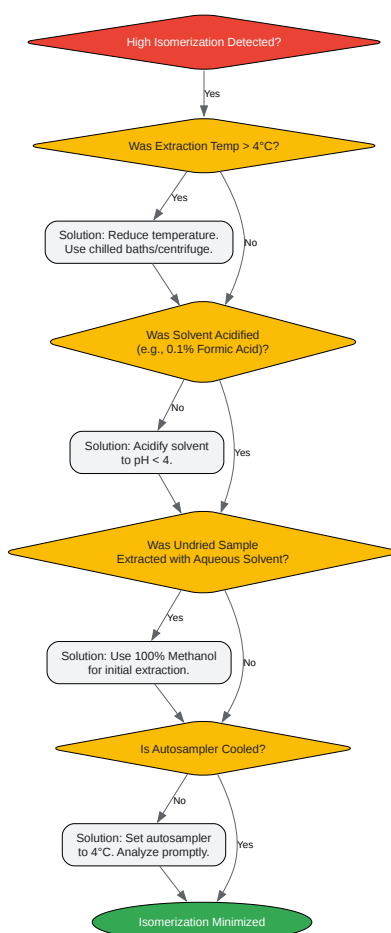 High Isomerization Detected?
Yes
Was Extraction Temp > 4°C?
Yes
Solution: Reduce temperature.
Use chilled baths/centrifuge.
No
Was Solvent Acidified
(e.g., 0.1% Formic Acid)?
No
Solution: Acidify solvent
to pH < 4.
Yes
Was Undried Sample
Extracted with Aqueous Solvent?
Yes
Solution: Use 100% Methanol
for initial extraction.
No
Is Autosampler Cooled?
No
Solution: Set autosampler
to 4°C. Analyze promptly.
Yes
Isomerization Minimized